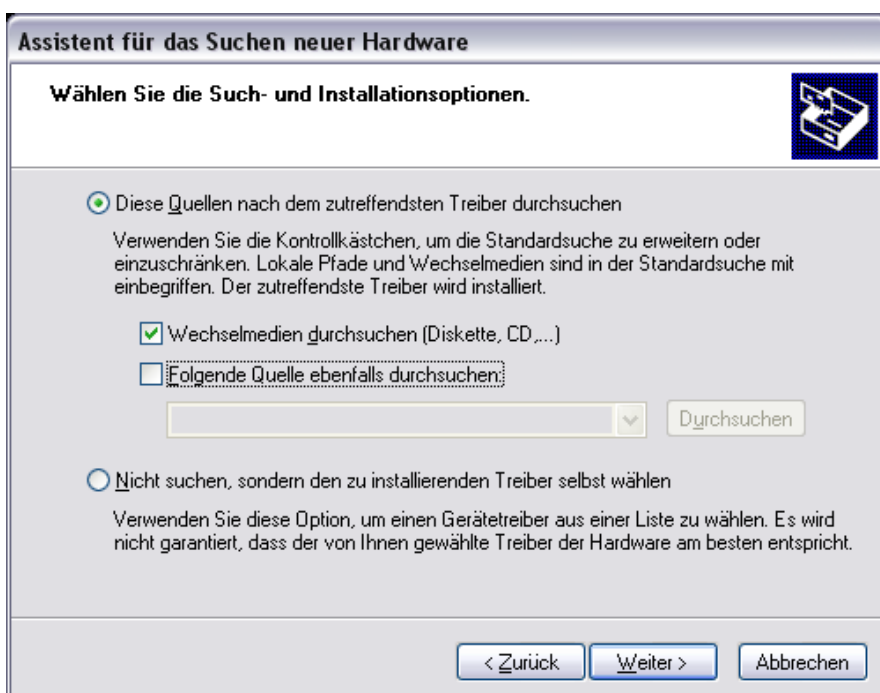 Assistent für das Suchen neuer Hardware
Wählen Sie die Such- und Installationsoptionen.
Diese Quellen nach dem zutreffendsten Treiber durchsuchen
Verwenden Sie die Kontrollkästchen, um die Standardsuche zu erweitern oder
einzuschränken. Lokale Pfade und Wechselmedien sind in der Standardsuche mit
einbegriffen. Der zutreffendste Treiber wird installiert.
Wechselmedien durchsuchen (Diskette, CD,...)
Folgende Quelle ebenfalls durchsuchen:
Durchsuchen
Nicht suchen, sondern den zu installierenden Treiber selbst wählen
Verwenden Sie diese Option, um einen Gerätetreiber aus einer Liste zu wählen. Es wird
nicht garantiert, dass der von Ihnen gewählte Treiber der Hardware am besten entspricht.
< Zurück Weiter > Abbrechen